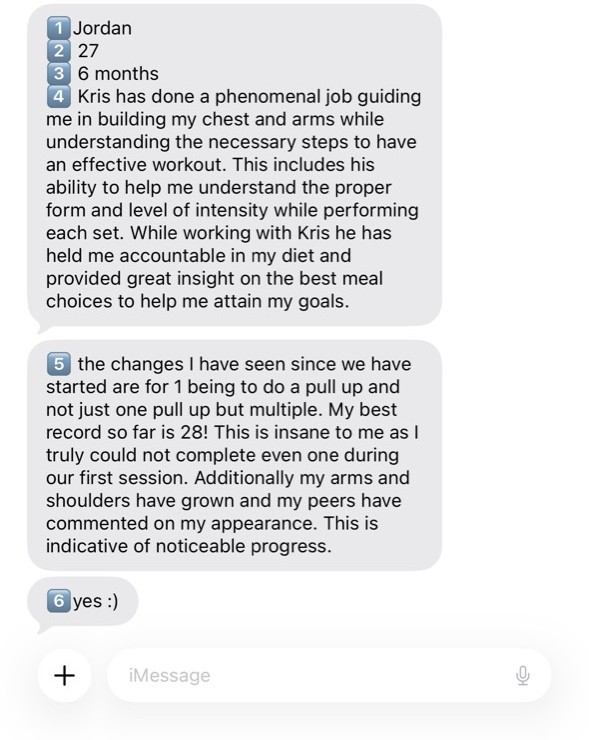 1️⃣Jordan
2️⃣ 27
3️⃣ 6 months
4️⃣ Kris has done a phenomenal job guiding
me in building my chest and arms while
understanding the necessary steps to have
an effective workout. This includes his
ability to help me understand the proper
form and level of intensity while performing
each set. While working with Kris he has
held me accountable in my diet and
provided great insight on the best meal
choices to help me attain my goals.
5️⃣ the changes I have seen since we have
started are for 1 being to do a pull up and
not just one pull up but multiple. My best
record so far is 28! This is insane to me as I
truly could not complete even one during
our first session. Additionally my arms and
shoulders have grown and my peers have
commented on my appearance. This is
indicative of noticeable progress.
6️⃣yes :)
iMessage